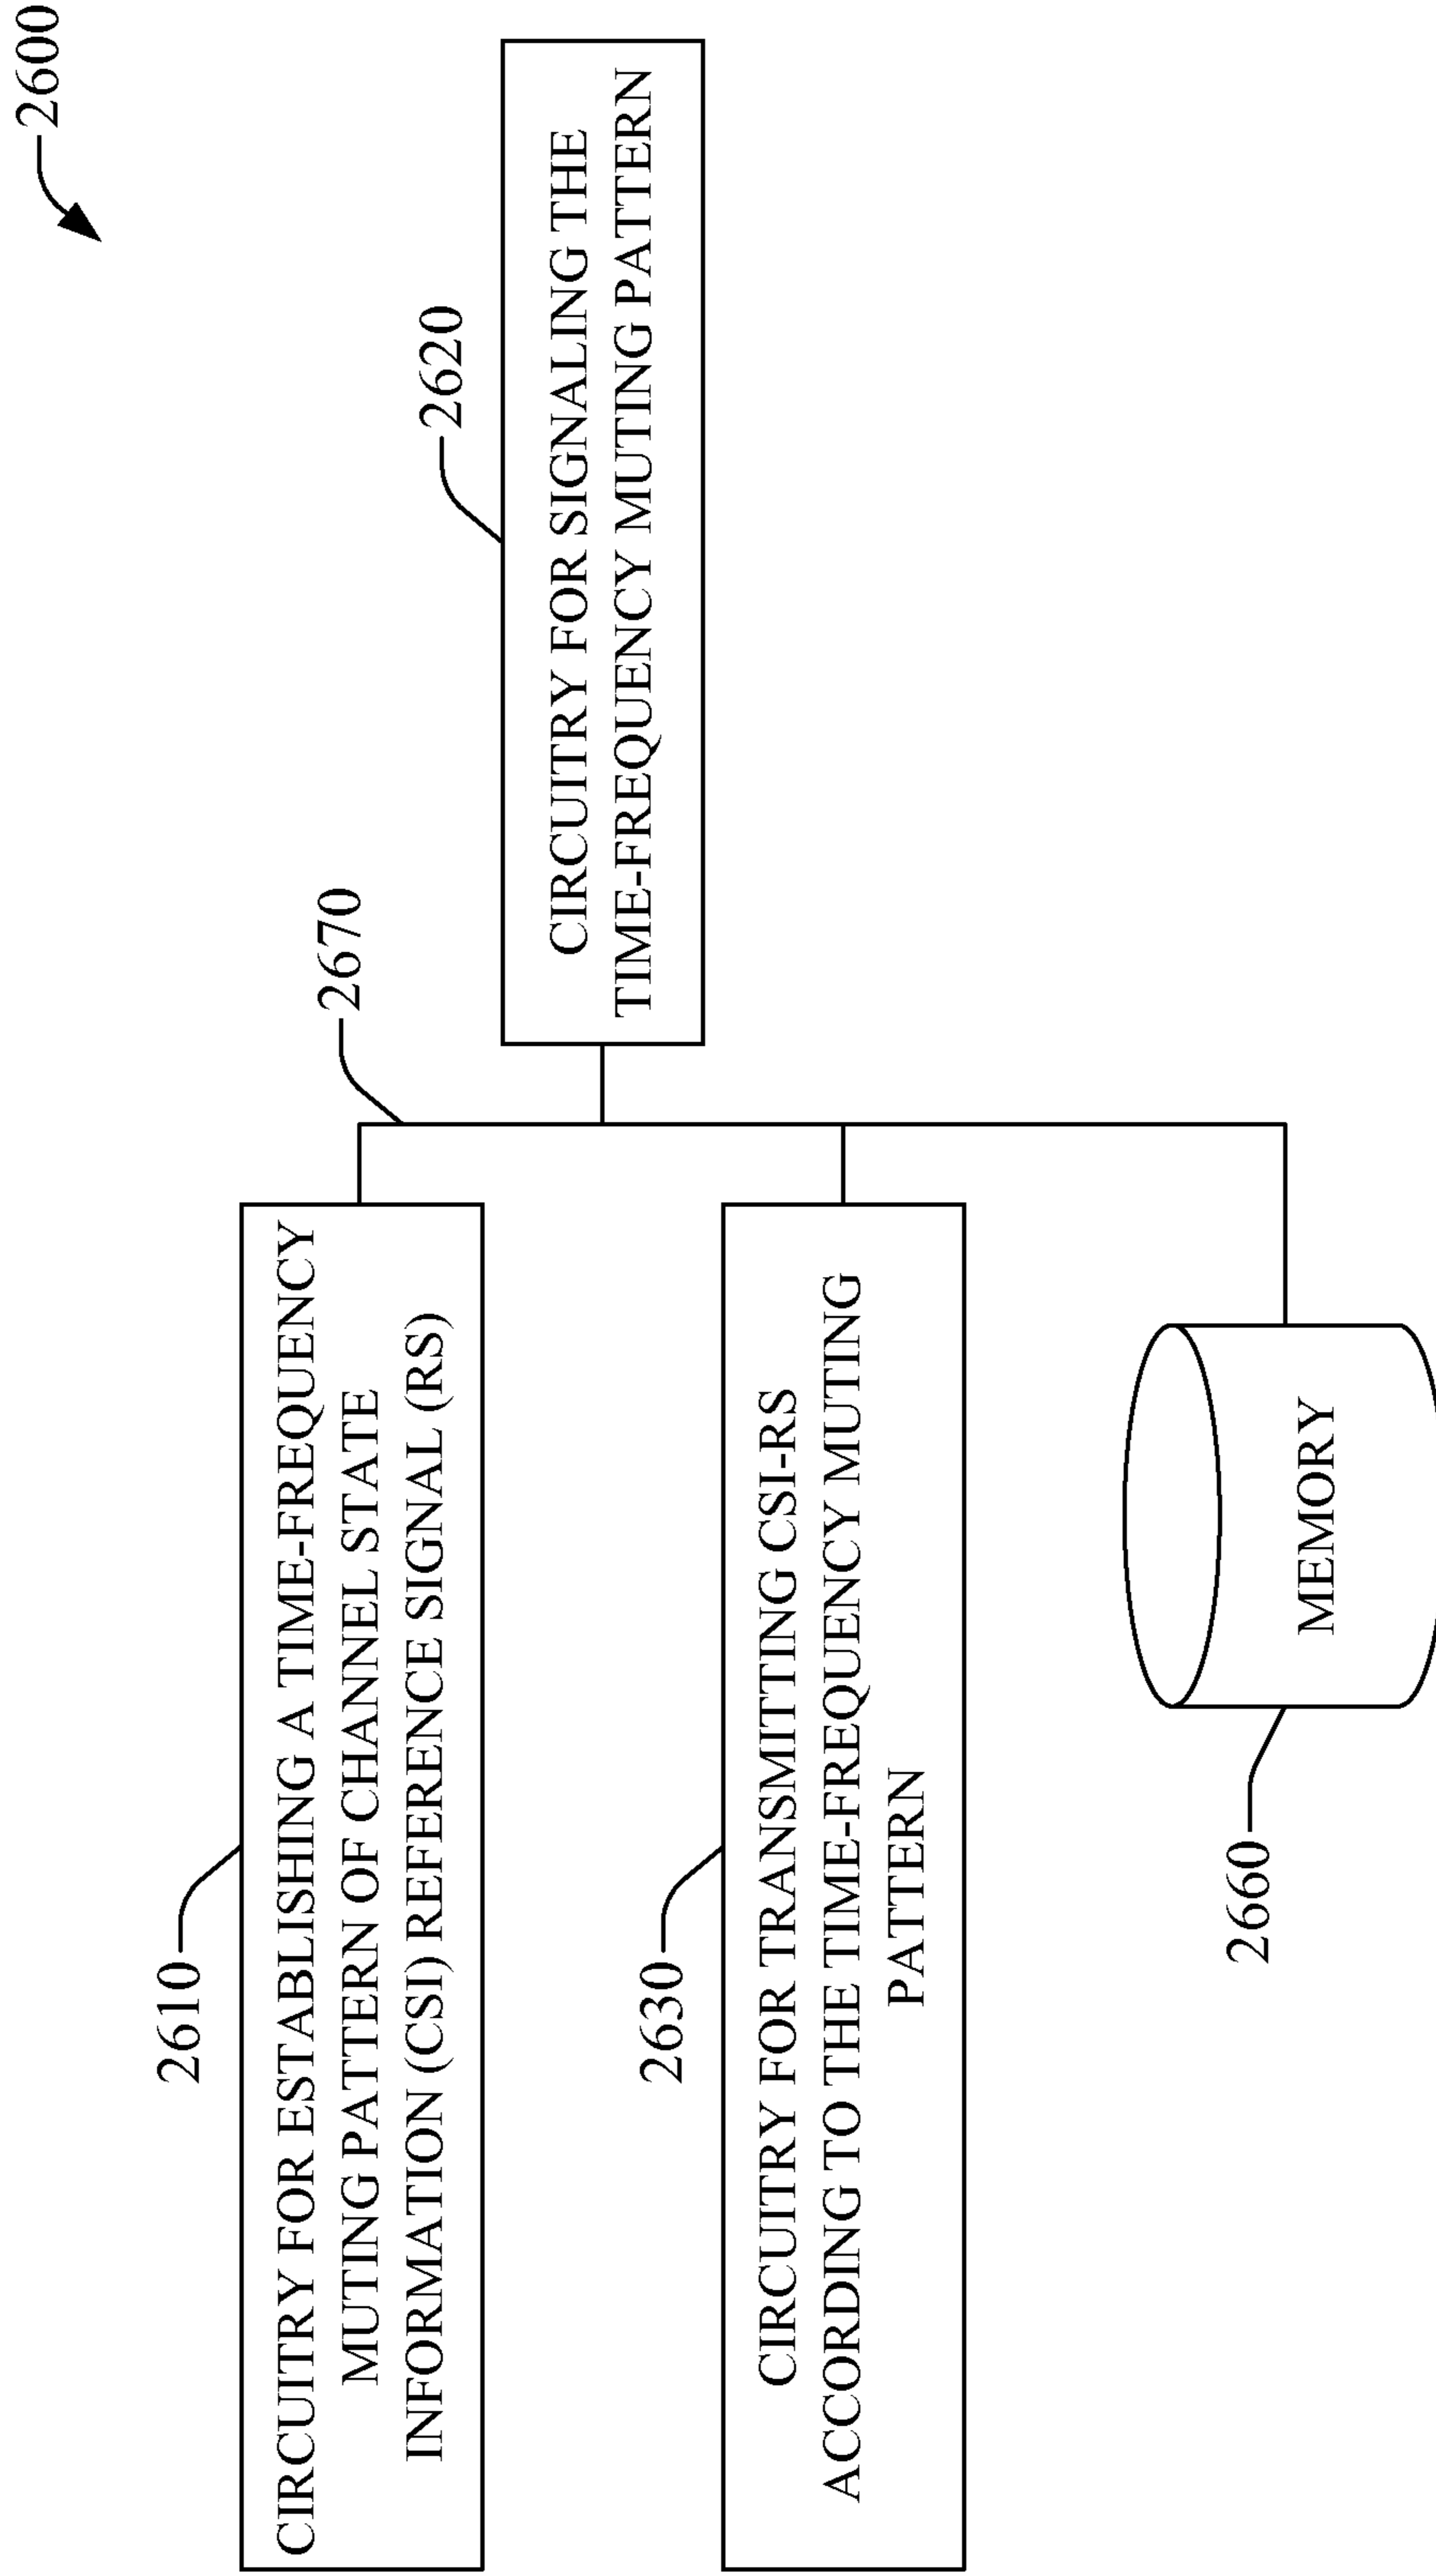 2600
2610
CIRCUITRY FOR ESTABLISHING A TIME-FREQUENCY
MUTING PATTERN OF CHANNEL STATE
INFORMATION (CSI) REFERENCE SIGNAL (RS)
2670
2620
CIRCUITRY FOR SIGNALING THE
TIME-FREQUENCY MUTING PATTERN
2630
CIRCUITRY FOR TRANSMITTING CSI-RS
ACCORDING TO THE TIME-FREQUENCY MUTING
PATTERN
2660
MEMORY